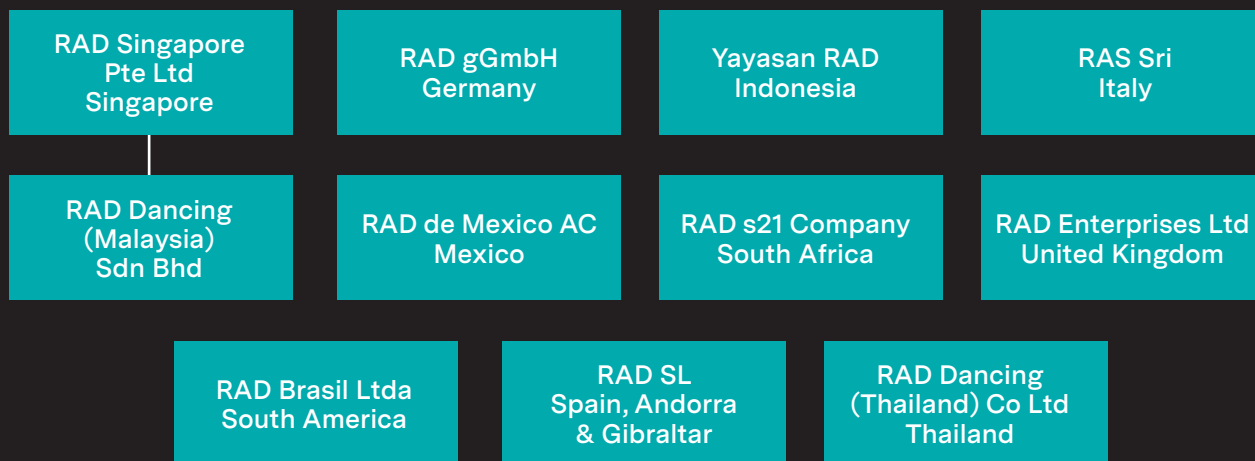 RAD Singapore
Pte Ltd
Singapore
RAD gGmbH
Germany
Yayasan RAD
Indonesia
RAS Sri
Italy
RAD Dancing
(Malaysia)
Sdn Bhd
RAD de Mexico AC
Mexico
RAD s21 Company
South Africa
RAD Enterprises Ltd
United Kingdom
RAD Brasil Ltda
South America
RAD SL
Spain, Andorra
& Gibraltar
RAD Dancing
(Thailand) Co Ltd
Thailand